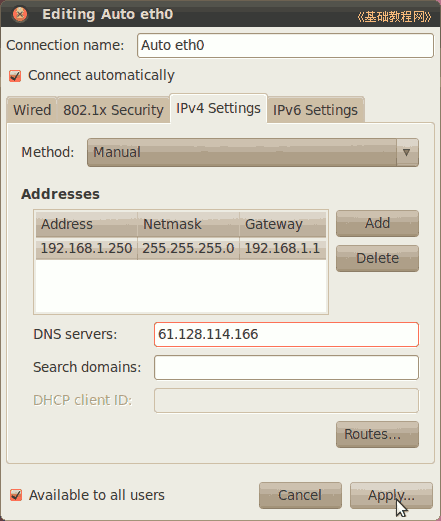 Editing Auto eth0
《基础教程网》
Connection name: Auto eth0
Connect automatically
Wired 802.1x Security IPv4 Settings IPv6 Settings
Method: Manual
Addresses
Address Netmask Gateway Add
192.168.1.250 255.255.255.0 192.168.1.1 Delete
DNS servers: 61.128.114.166
Search domains:
DHCP client ID:
Routes...
Available to all users Cancel Apply...